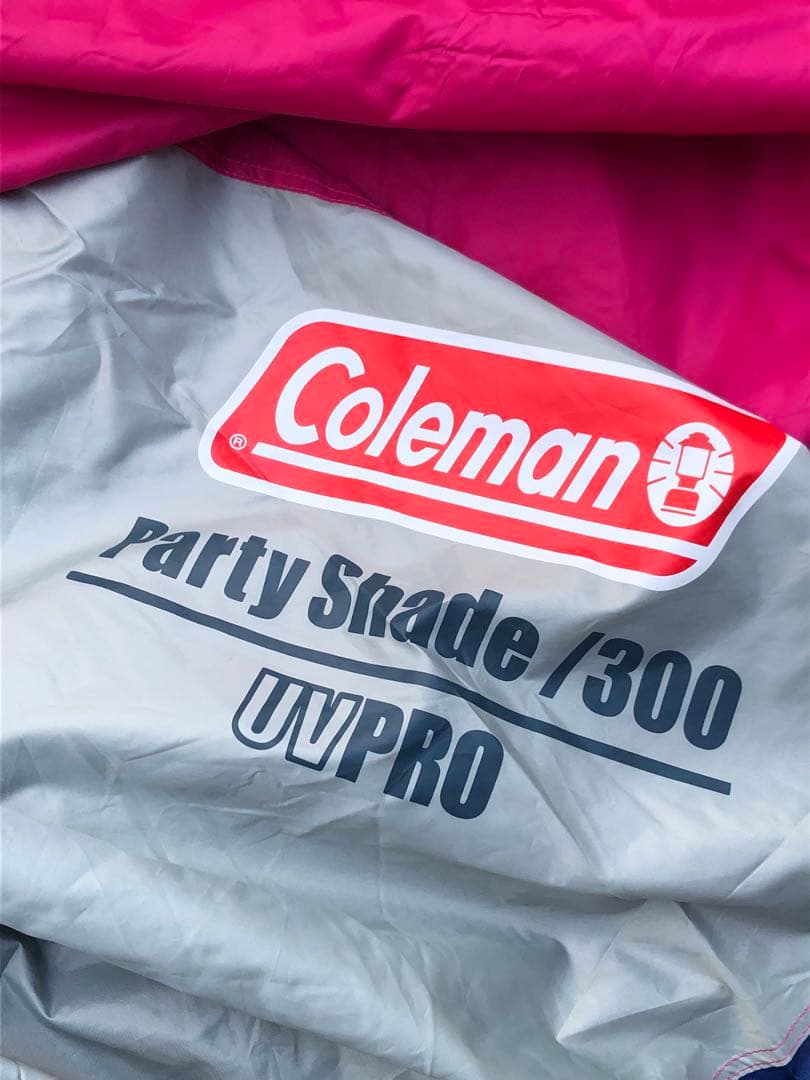 Coleman
®
Party Shade /300
UVPRO